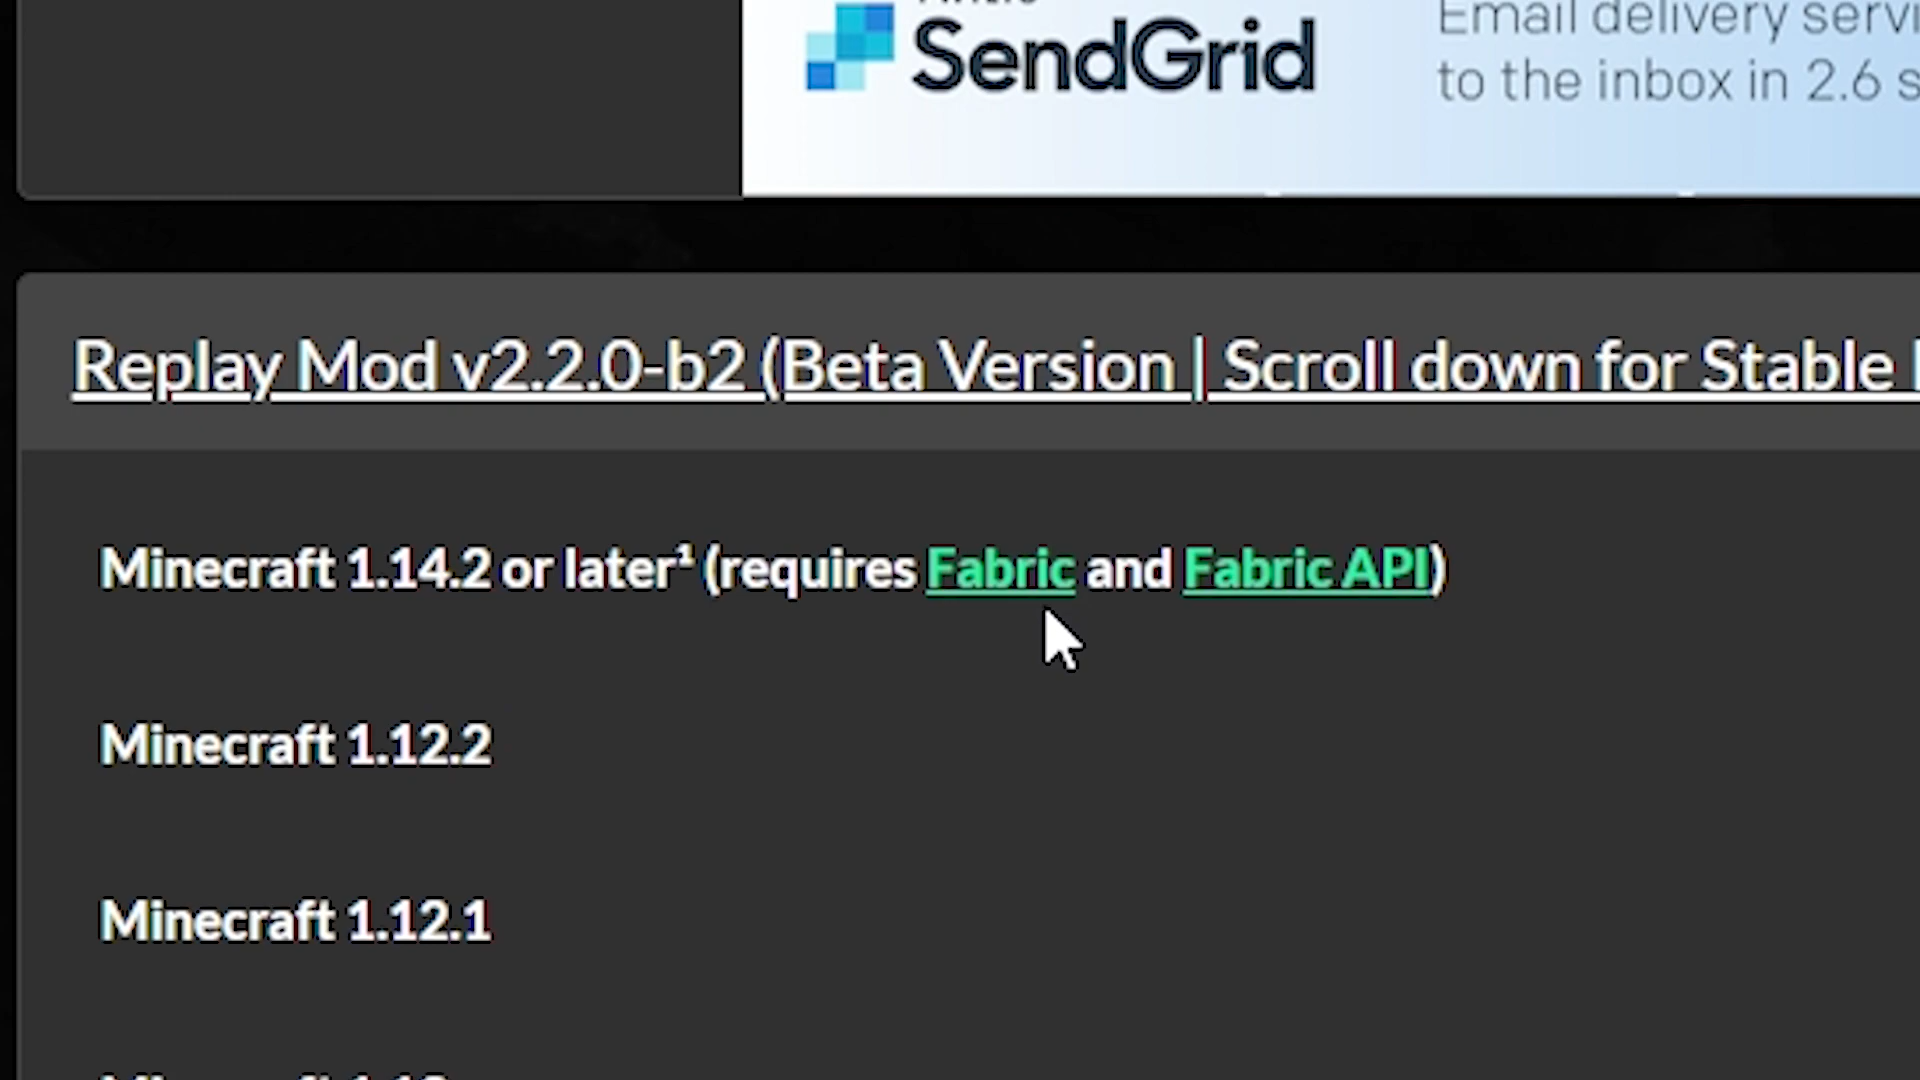 SendGrid
Email delivery
to the inbox in 2.6
Replay Mod v2.2.0-b2 (Beta Version | Scroll down for Stable
Minecraft 1.14.2 or later¹ (requires Fabric and Fabric API)
Minecraft 1.12.2
Minecraft 1.12.1